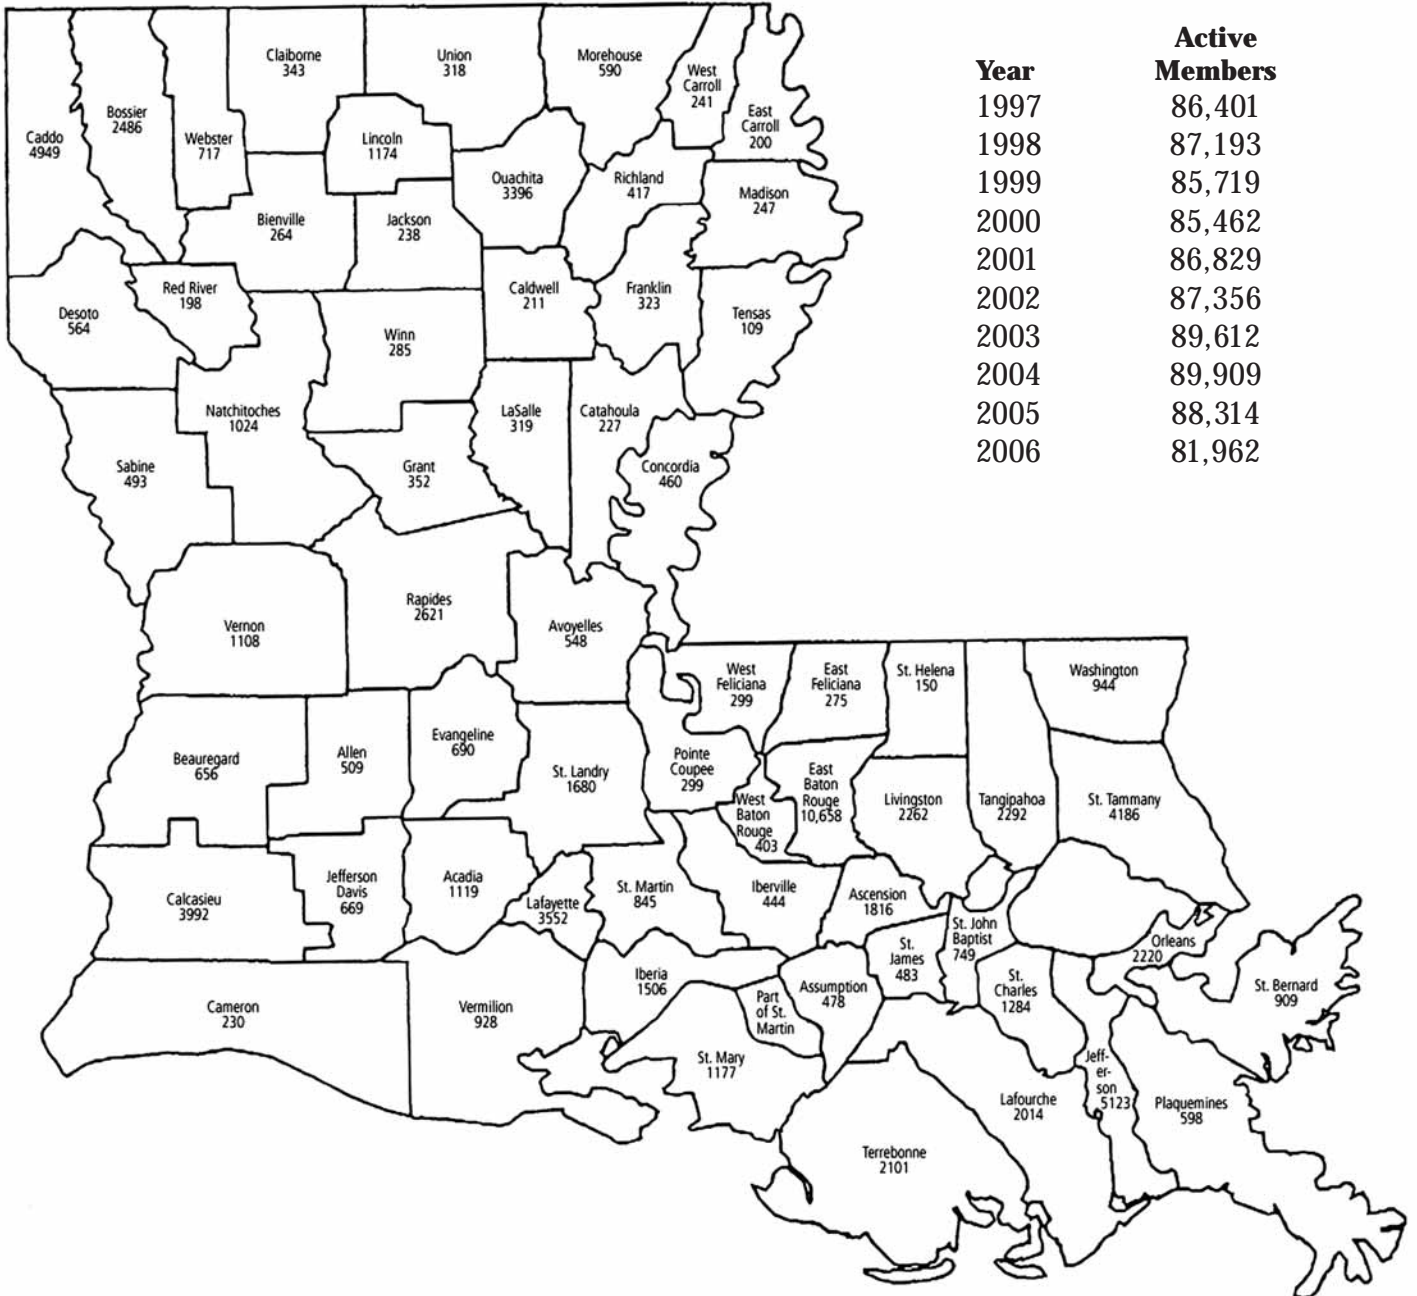 Active
Year Members
1997 86,401
1998 87,193
1999 85,719
2000 85,462
2001 86,829
2002 87,356
2003 89,612
2004 89,909
2005 88,314
2006 81,962
Caddo
4949
Bossier
2486
Webster
717
Claiborne
343
Union
318
Morehouse
590
West
Carroll
241
East
Carroll
200
Lincoln
1174
Ouachita
3396
Richland
417
Madison
247
Bienville
264
Jackson
238
Desoto
564
Red River
198
Winn
285
Caldwell
211
Franklin
323
Tensas
109
Natchitoches
1024
Sabine
493
Grant
352
LaSalle
319
Catahoula
227
Concordia
460
Vernon
1108
Rapides
2621
Avoyelles
548
West
Feliciana
299
East
Feliciana
275
St. Helena
150
Washington
944
Beauregard
656
Allen
509
Evangeline
690
St. Landry
1680
Pointe
Coupee
299
West
Baton
Rouge
403
East
Baton
Rouge
10,658
Livingston
2262
Tangipahoa
2292
St. Tammany
4186
Calcasieu
3992
Jefferson
Davis
669
Acadia
1119
Lafayette
3552
St. Martin
845
Iberville
444
Ascension
1816
St. John
Baptist
749
St.
James
483
Orleans
2220
St. Bernard
909
Cameron
230
Vermilion
928
Iberia
1506
Part
of St.
Martin
Assumption
478
St.
Charles
1284
St. Mary
1177
Jeff-
er-
son
5123
Lafourche
2014
Plaquemines
598
Terrebonne
2101